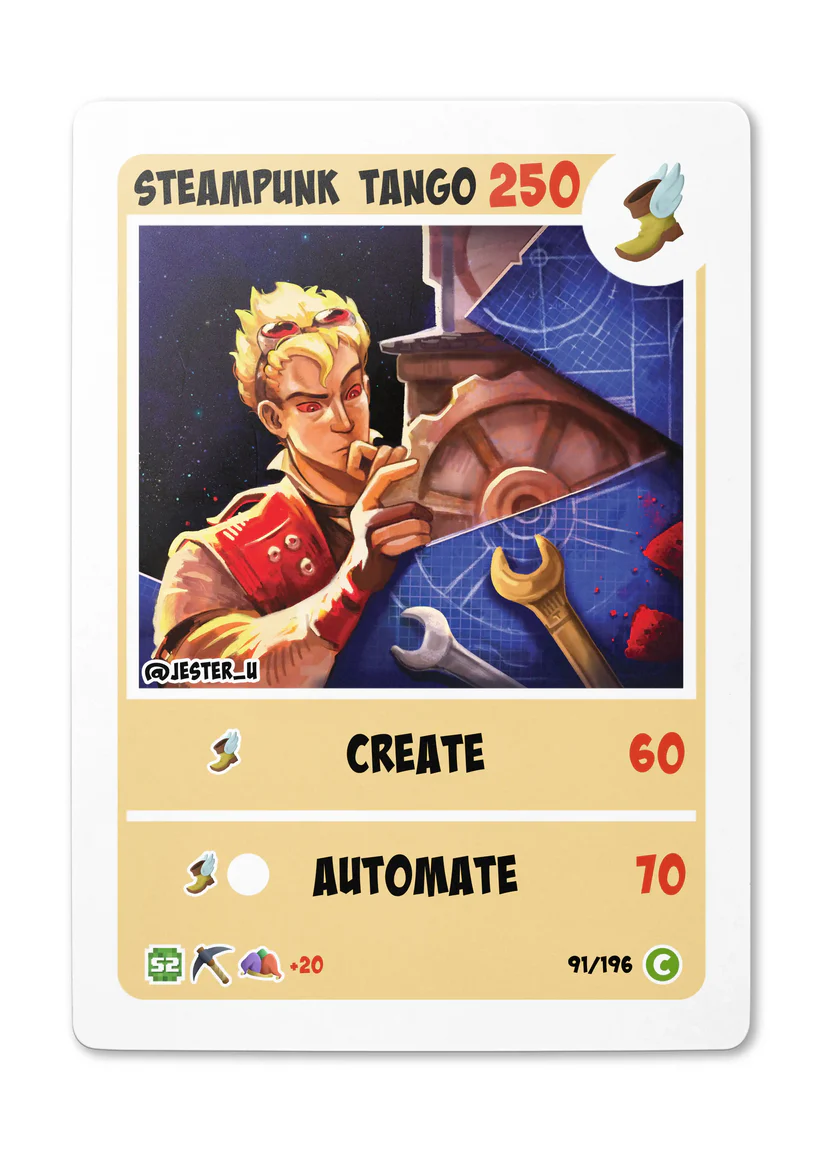 STEAMPUNK TANGO 250
@JESTER_U
CREATE 60
AUTOMATE 70
S2 +20 91/196 C